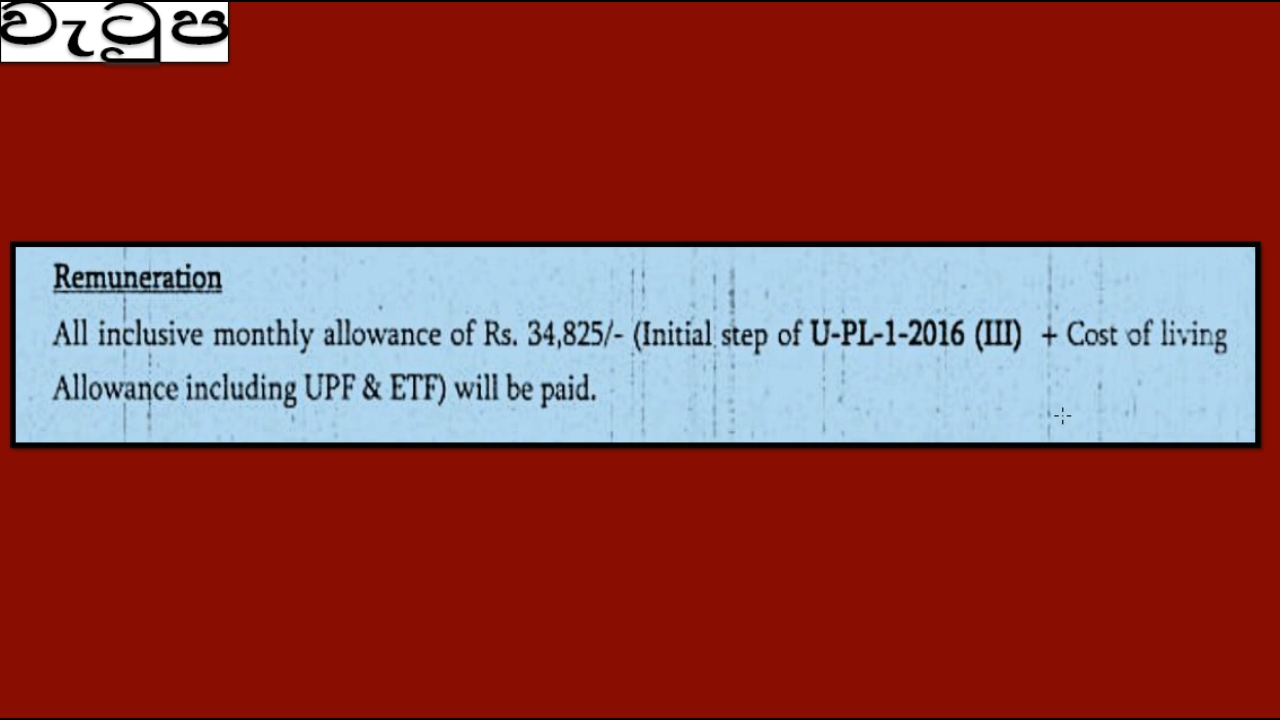 වැටුප
Remuneration
All inclusive monthly allowance of Rs. 34,825/- (Initial step of U-PL-1-2016 (III) + Cost of living
Allowance including UPF & ETF) will be paid.